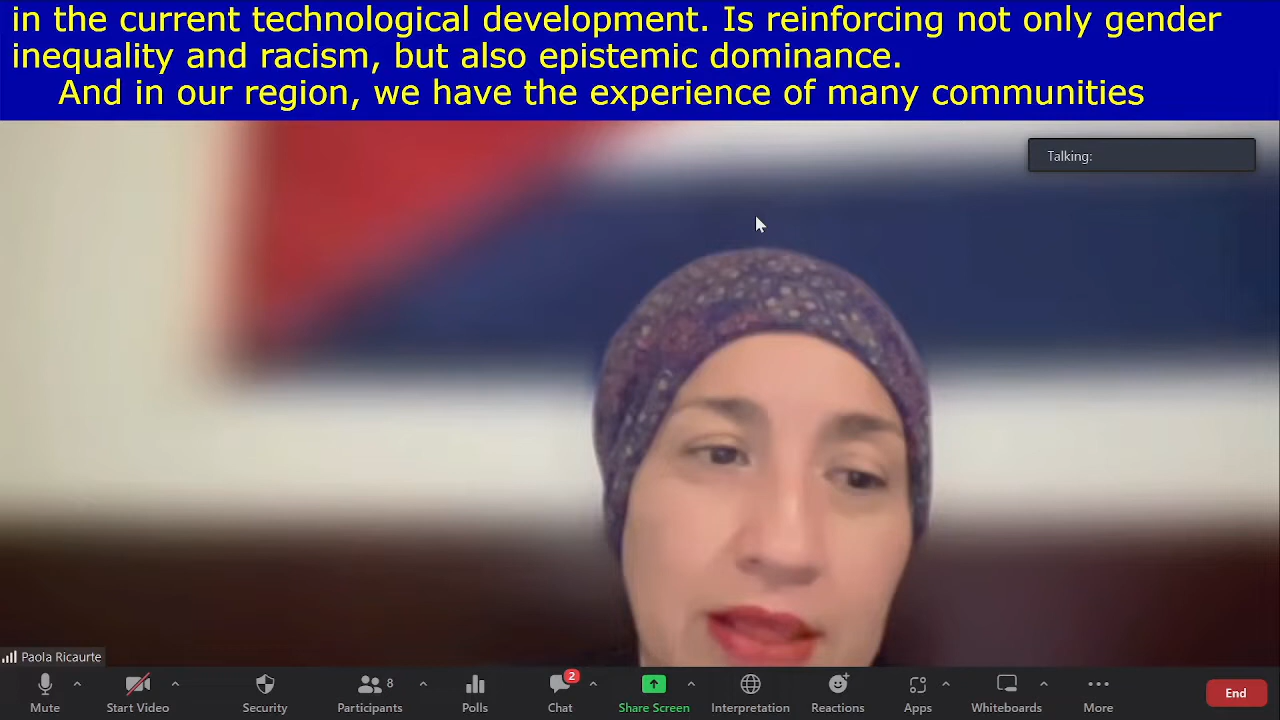 in the current technological development. Is reinforcing not only gender
inequality and racism, but also epistemic dominance.
And in our region, we have the experience of many communities
Talking:
Paola Ricaurte
Mute
Start Video
Security
8
Participants
Polls
2
Chat
Share Screen
Interpretation
Reactions
Apps
Whiteboards
More
End